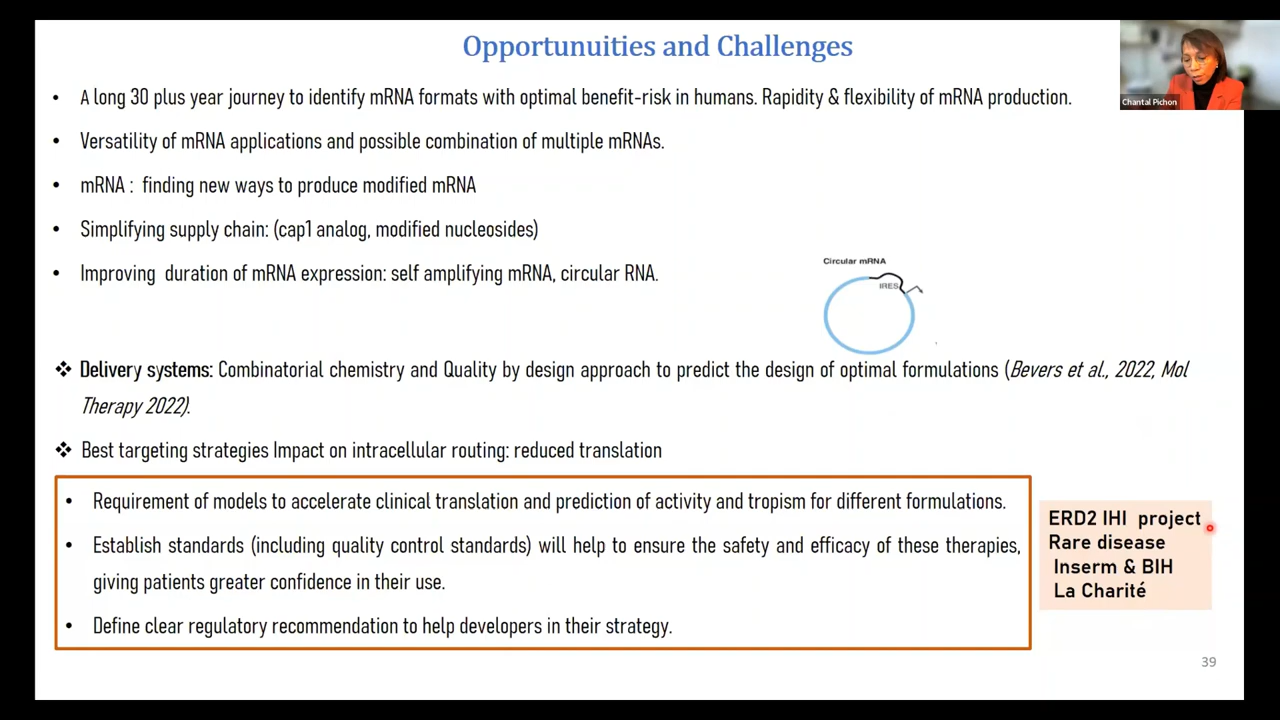 Opportunuities and Challenges
Chantal Pichon
• A long 30 plus year journey to identify mRNA formats with optimal benefit-risk in humans. Rapidity & flexibility of mRNA production.
• Versatility of mRNA applications and possible combination of multiple mRNAs.
• mRNA : finding new ways to produce modified mRNA
• Simplifying supply chain: (cap1 analog, modified nucleosides)
• Improving duration of mRNA expression: self amplifying mRNA, circular RNA.
Circular mRNA
IRES
❖ Delivery systems: Combinatorial chemistry and Quality by design approach to predict the design of optimal formulations (Bevers et al., 2022, Mol
Therapy 2022).
❖ Best targeting strategies Impact on intracellular routing: reduced translation
• Requirement of models to accelerate clinical translation and prediction of activity and tropism for different formulations.
• Establish standards (including quality control standards) will help to ensure the safety and efficacy of these therapies,
giving patients greater confidence in their use.
• Define clear regulatory recommendation to help developers in their strategy.
ERD2 IHI project
Rare disease
Inserm & BIH
La Charité
39